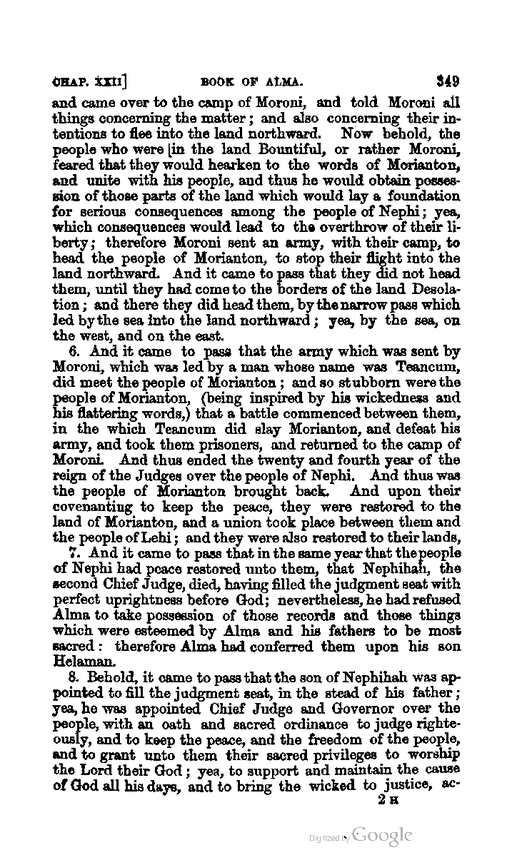 CHAP. XXII] BOOK OF ALMA. 349
and came over to the camp of Moroni, and told Moroni all
things concerning the matter; and also concerning their in-
tentions to flee into the land northward. Now behold, the
people who were [in the land Bountiful, or rather Moroni,
feared that they would hearken to the words of Morianton,
and unite with his people, and thus he would obtain posses-
sion of those parts of the land which would lay a foundation
for serious consequences among the people of Nephi; yea,
which consequences would lead to the overthrow of their li-
berty; therefore Moroni sent an army, with their camp, to
head the people of Morianton, to stop their flight into the
land northward. And it came to pass that they did not head
them, until they had come to the borders of the land Desola-
tion; and there they did head them, by the narrow pass which
led by the sea into the land northward; yea, by the sea, on
the west, and on the east.
6. And it came to pass that the army which was sent by
Moroni, which was led by a man whose name was Teancum,
did meet the people of Morianton; and so stubborn were the
people of Morianton, (being inspired by his wickedness and
his flattering words,) that a battle commenced between them,
in the which Teancum did slay Morianton, and defeat his
army, and took them prisoners, and returned to the camp of
Moroni. And thus ended the twenty and fourth year of the
reign of the Judges over the people of Nephi. And thus was
the people of Morianton brought back. And upon their
covenanting to keep the peace, they were restored to the
land of Morianton, and a union took place between them and
the people of Lehi; and they were also restored to their lands,
7. And it came to pass that in the same year that the people
of Nephi had peace restored unto them, that Nephihah, the
second Chief Judge, died, having filled the judgment seat with
perfect uprightness before God; nevertheless, he had refused
Alma to take possession of those records and those things
which were esteemed by Alma and his fathers to be most
sacred: therefore Alma had conferred them upon his son
Helaman.
8. Behold, it came to pass that the son of Nephihah was ap-
pointed to fill the judgment seat, in the stead of his father;
yea, he was appointed Chief Judge and Governor over the
people, with an oath and sacred ordinance to judge righte-
ously, and to keep the peace, and the freedom of the people,
and to grant unto them their sacred privileges to worship
the Lord their God; yea, to support and maintain the cause
of God all his days, and to bring the wicked to justice, ac-
2 H
Digitized by Google